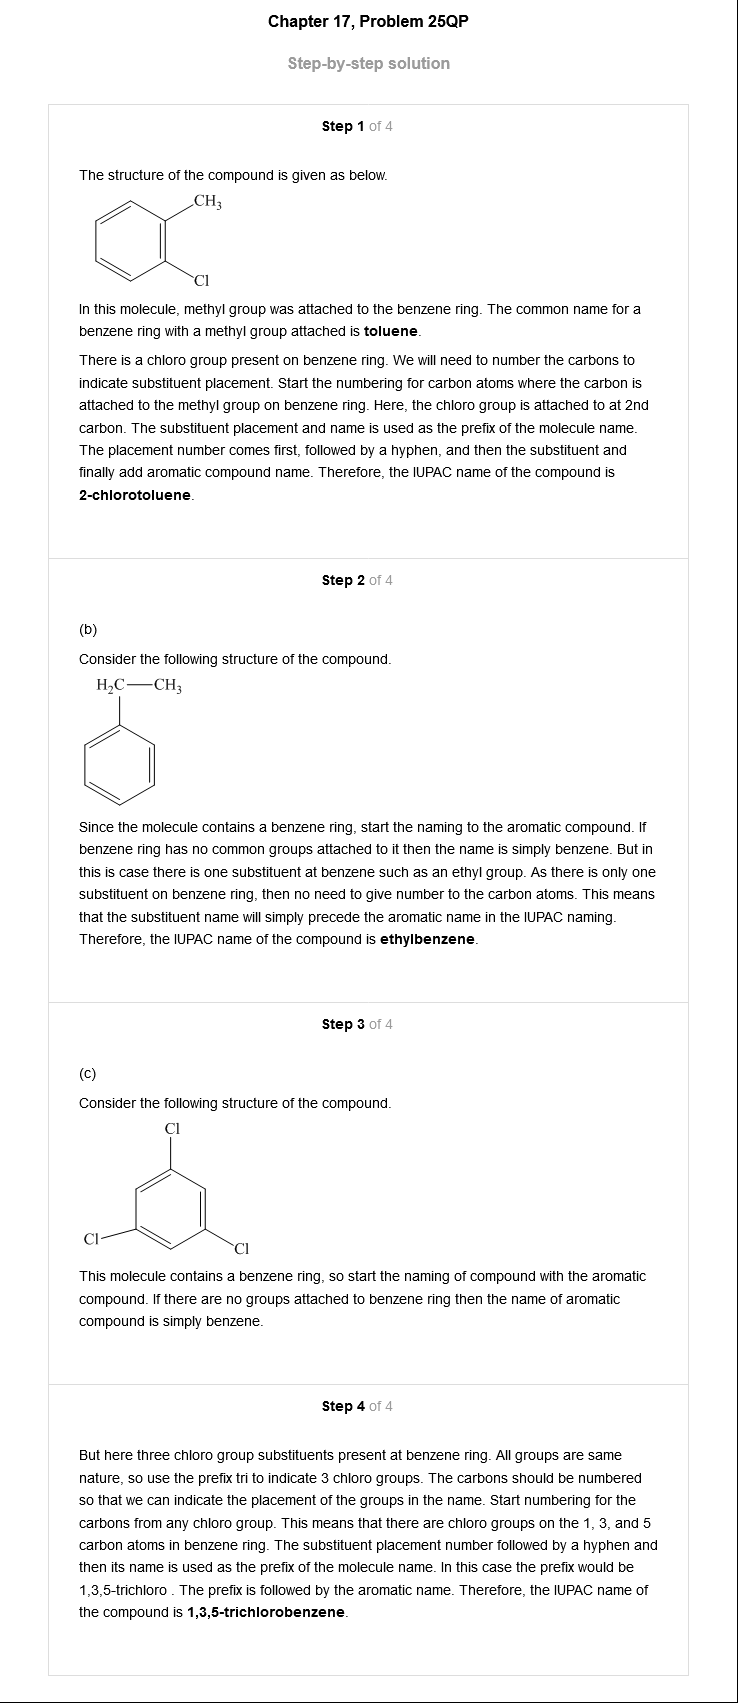 Chapter 17, Problem 25QP
Step-by-step solution
Step 1 of 4
The structure of the compound is given as below.
CH3
Cl
In this molecule, methyl group was attached to the benzene ring. The common name for a
benzene ring with a methyl group attached is toluene.
There is a chloro group present on benzene ring. We will need to number the carbons to
indicate substituent placement. Start the numbering for carbon atoms where the carbon is
attached to the methyl group on benzene ring. Here, the chloro group is attached to at 2nd
carbon. The substituent placement and name is used as the prefix of the molecule name.
The placement number comes first, followed by a hyphen, and then the substituent and
finally add aromatic compound name. Therefore, the IUPAC name of the compound is
2-chlorotoluene.
Step 2 of 4
(b)
Consider the following structure of the compound.
H2C—CH3
Since the molecule contains a benzene ring, start the naming to the aromatic compound. If
benzene ring has no common groups attached to it then the name is simply benzene. But in
this is case there is one substituent at benzene such as an ethyl group. As there is only one
substituent on benzene ring, then no need to give number to the carbon atoms. This means
that the substituent name will simply precede the aromatic name in the IUPAC naming.
Therefore, the IUPAC name of the compound is ethylbenzene.
Step 3 of 4
(c)
Consider the following structure of the compound.
Cl
Cl
Cl
This molecule contains a benzene ring, so start the naming of compound with the aromatic
compound. If there are no groups attached to benzene ring then the name of aromatic
compound is simply benzene.
Step 4 of 4
But here three chloro group substituents present at benzene ring. All groups are same
nature, so use the prefix tri to indicate 3 chloro groups. The carbons should be numbered
so that we can indicate the placement of the groups in the name. Start numbering for the
carbons from any chloro group. This means that there are chloro groups on the 1, 3, and 5
carbon atoms in benzene ring. The substituent placement number followed by a hyphen and
then its name is used as the prefix of the molecule name. In this case the prefix would be
1,3,5-trichloro . The prefix is followed by the aromatic name. Therefore, the IUPAC name of
the compound is 1,3,5-trichlorobenzene.